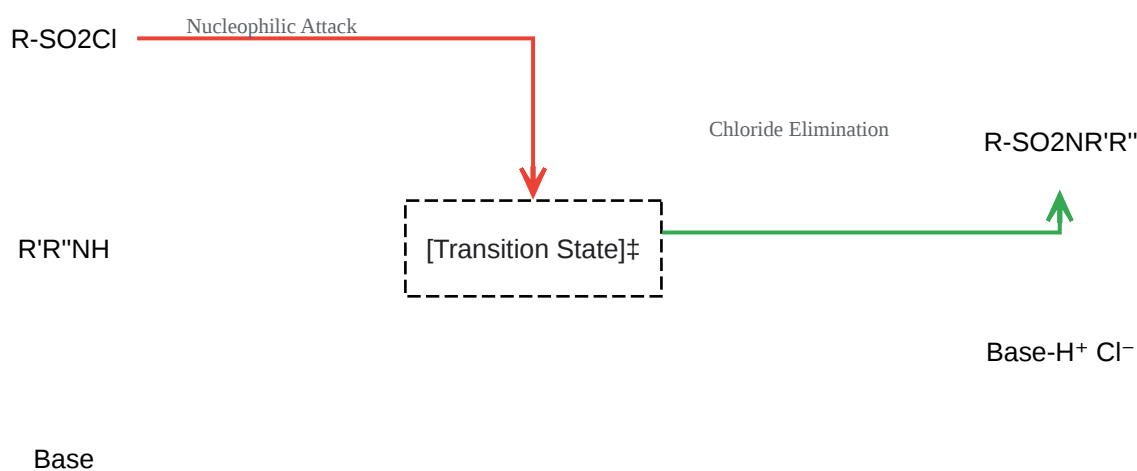 Nucleophilic Attack
R-SO2Cl
Chloride Elimination
R-SO2NR'R"
R'R"NH
[Transition State]‡
Base-H⁺ Cl⁻
Base